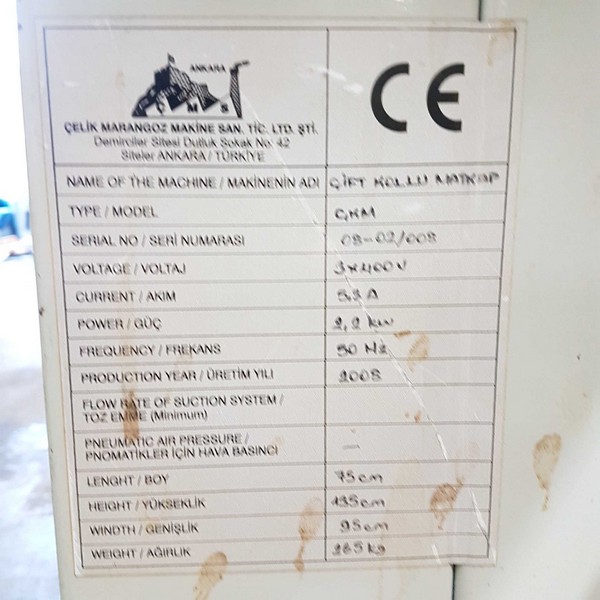 ANKARA
ÇMS
ÇELİK MARANGOZ MAKİNE SAN. TİC. LTD. ŞTİ.
Demirciler Sitesi Dutluk Sokak No: 42
Siteler ANKARA / TÜRKİYE
CE
NAME OF THE MACHINE / MAKİNENİN ADI ÇİFT KOLLU MATKAP
TYPE / MODEL ÇKM
SERIAL NO / SERİ NUMARASI 08-02/008
VOLTAGE / VOLTAJ 3x400V
CURRENT / AKIM 5,2 A
POWER / GÜÇ 2,2 kw
FREQUENCY / FREKANS 50 Hz
PRODUCTION YEAR / ÜRETİM YILI 2008
FLOW RATE OF SUCTION SYSTEM /
TOZ EMME (Minimum)
PNEUMATIC AIR PRESSURE /
PNOMATİKLER İÇİN HAVA BASINCI —
LENGHT / BOY 75cm
HEIGHT / YÜKSEKLİK 135cm
WINDTH / GENİŞLİK 95cm
WEIGHT / AĞIRLIK 265kg